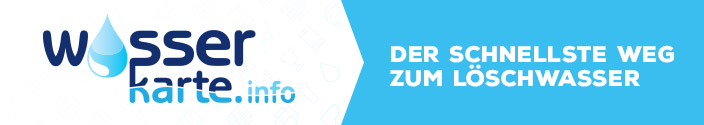 wasser
karte.info
DER SCHNELLSTE WEG
ZUM LÖSCHWASSER